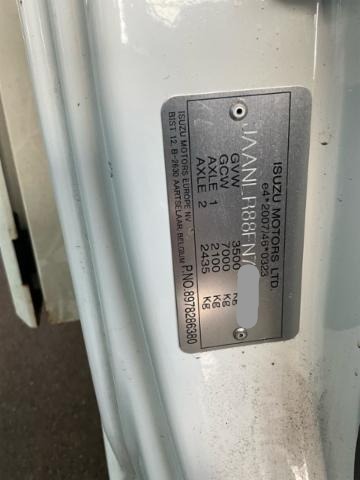 ISUZU MOTORS LTD.
e4*2007/46*0323
JAANLR88FN7
GVW 3500 KG
GCW 7000 Kg
AXLE 1 2100 Kg
AXLE 2 2435 Kg
ISUZU MOTORS EUROPE NV
BIST 12, B-2630 AARTSELAAR, BELGIUM
P.NO.8978286380